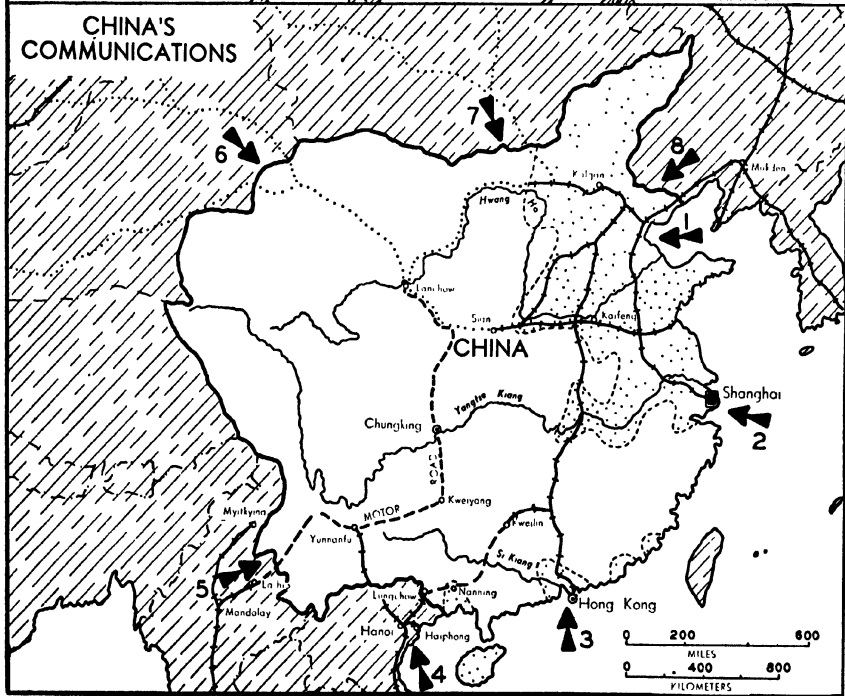 CHINA'S
COMMUNICATIONS
7
8
6
Mukden
Kalgan
Hwang
Ho
1
Lanchow
Sian
Kaifeng
CHINA
Shanghai
2
Yangtze Kiang
Chungking
ROAD
Kweiyang
MOTOR
Myitkyina
Yunnanfu
Kweilin
Si Kiang
5
Lashio
Lungchow
Nanning
Mandalay
Hong Kong
Hanoi
Haiphong
3
4
0 200 600
MILES
0 400 800
KILOMETERS